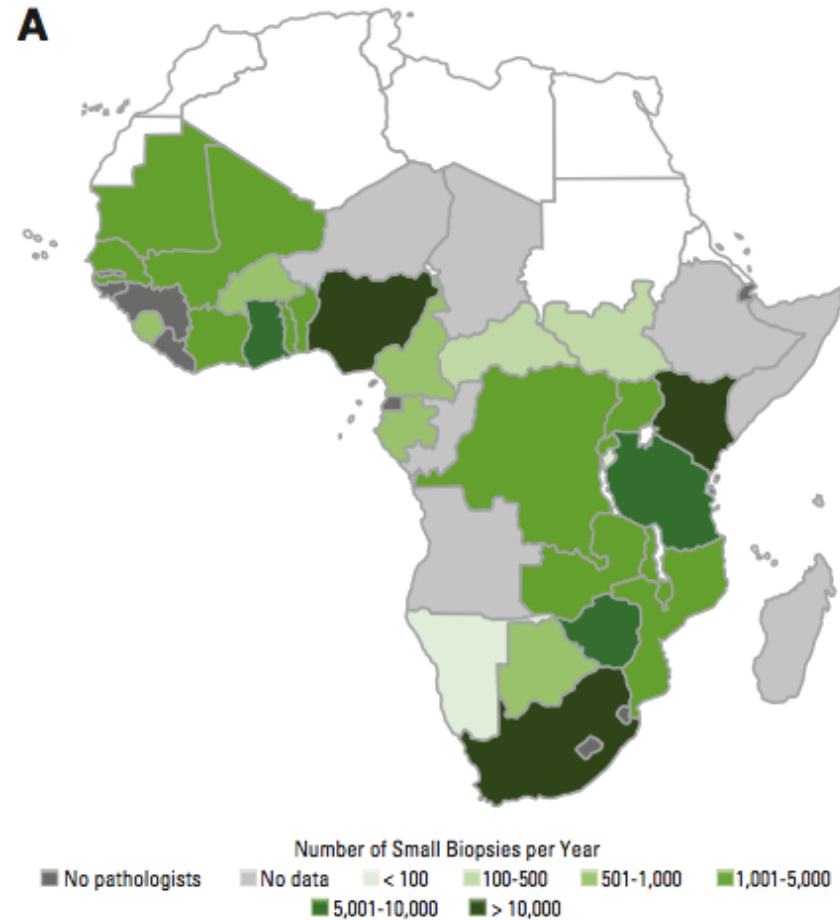 A
Number of Small Biopsies per Year
No pathologists No data < 100 100-500 501-1,000 1,001-5,000
5,001-10,000 > 10,000